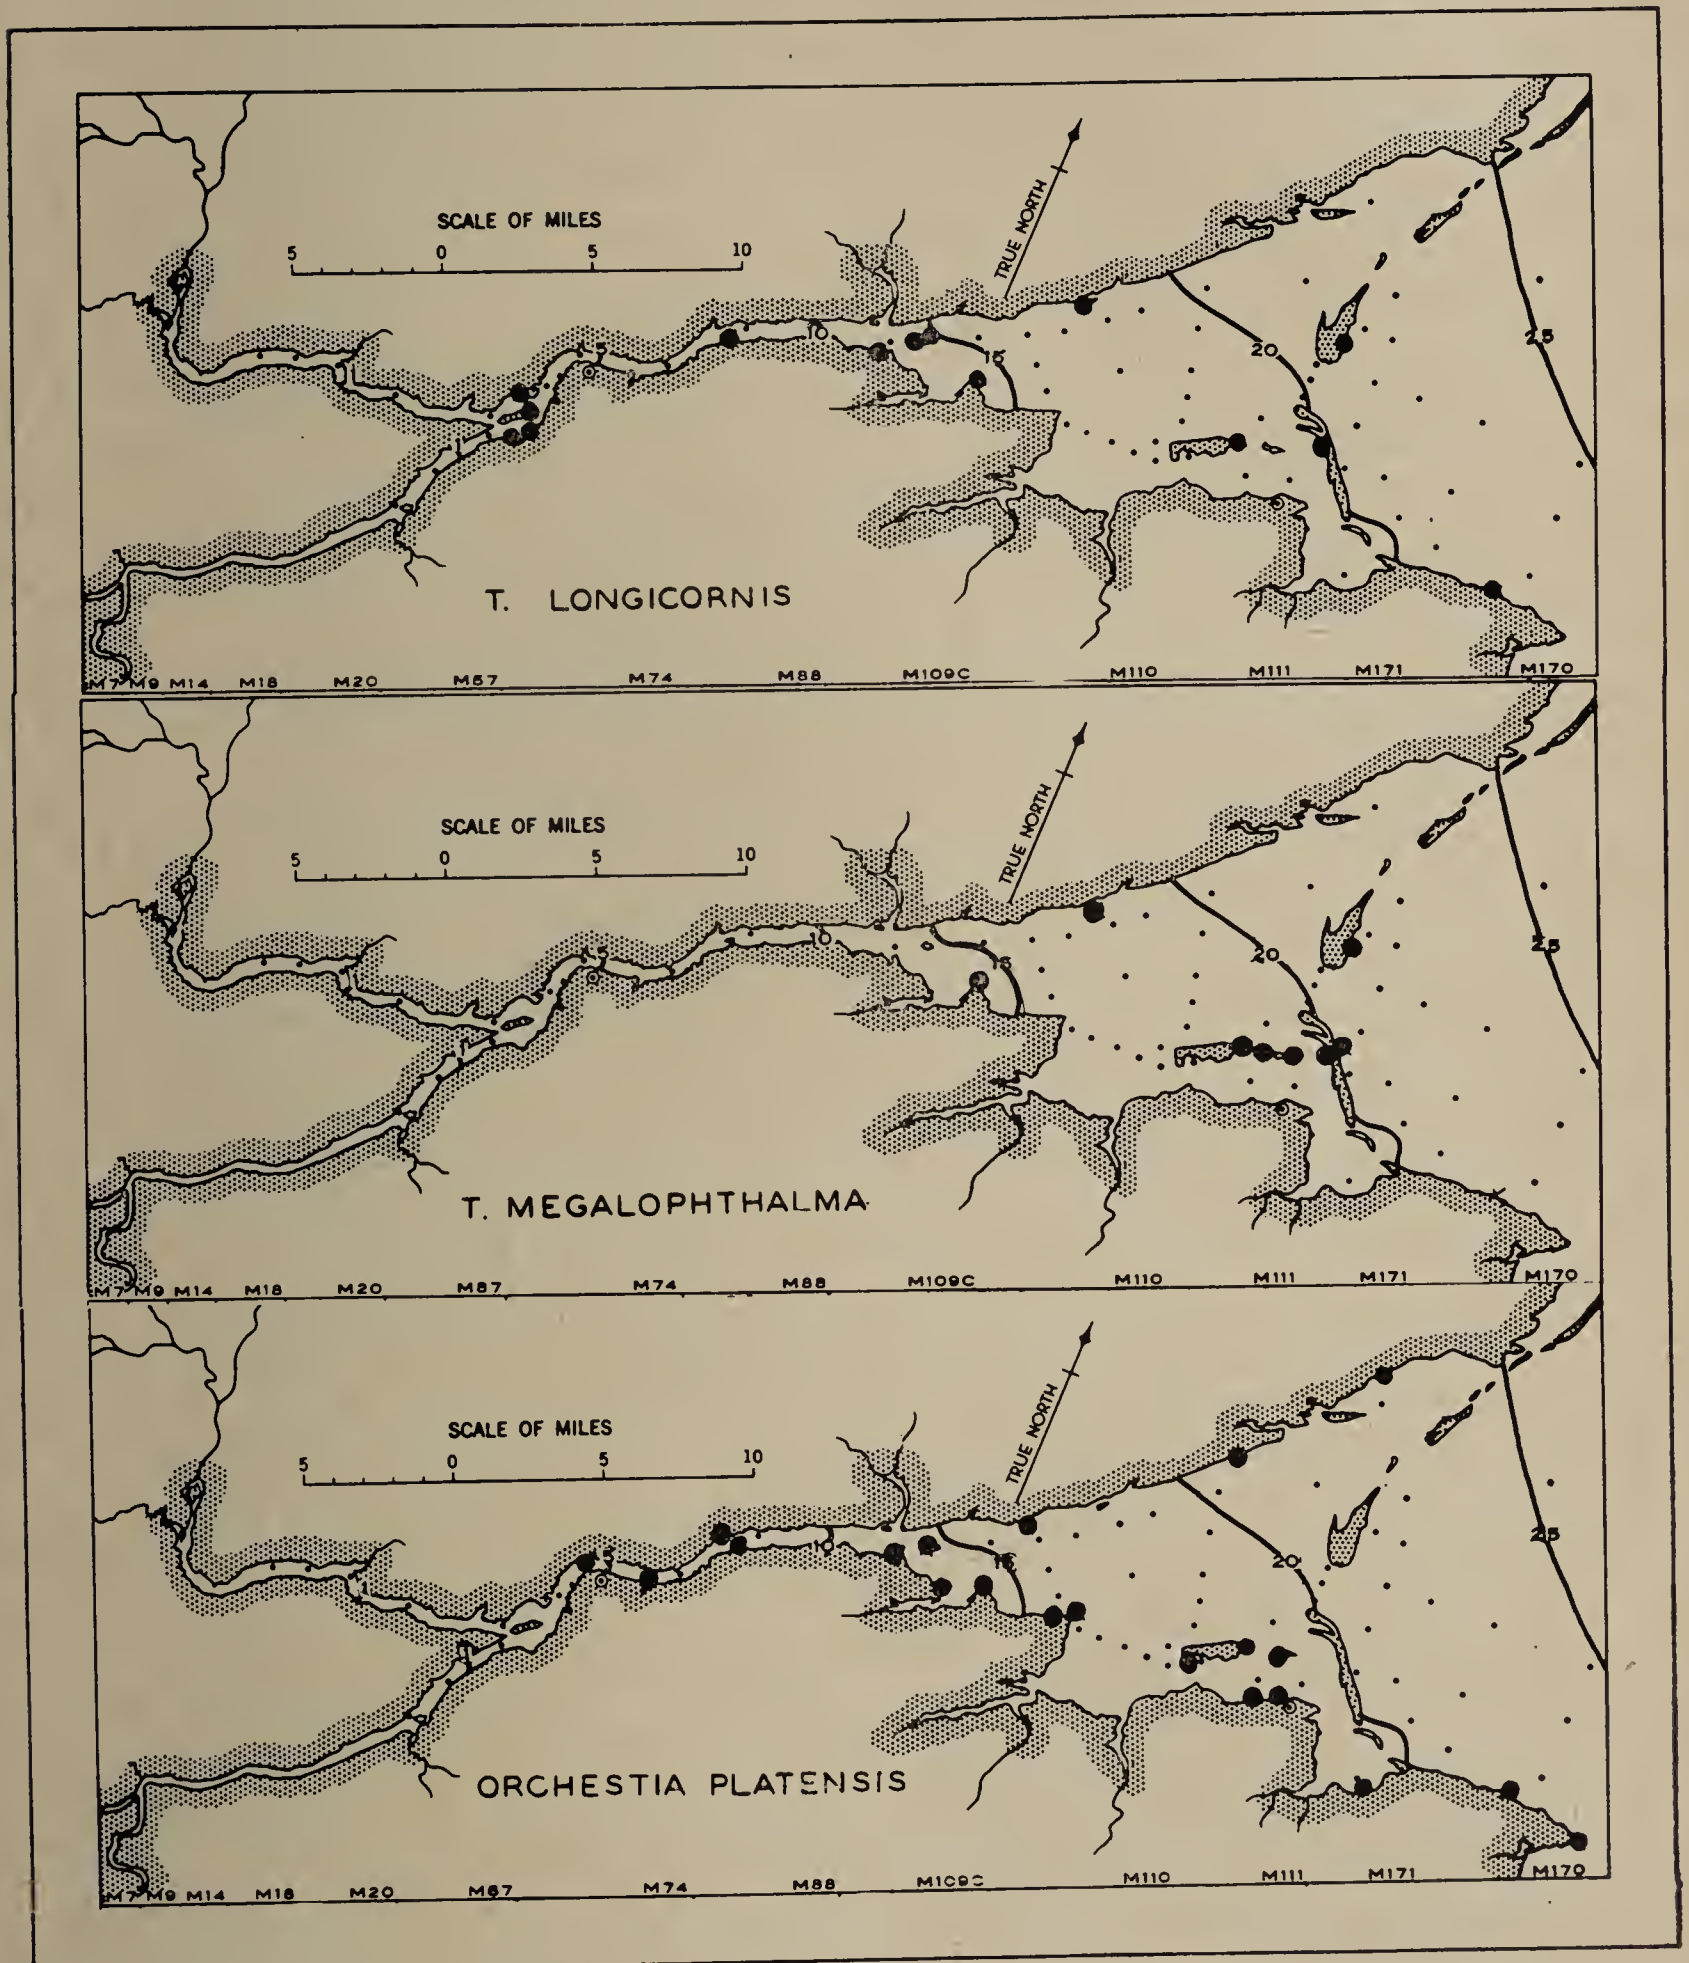 SCALE OF MILES
5 0 5 10
TRUE NORTH
5
10
15
20
25
T. LONGICORNIS
M7 M9 M14 M18 M20 M67 M74 M88 M109C M110 M111 M171 M170
SCALE OF MILES
5 0 5 10
TRUE NORTH
5
10
15
20
25
T. MEGALOPHTHALMA
M7 M9 M14 M18 M20 M67 M74 M88 M109C M110 M111 M171 M170
SCALE OF MILES
5 0 5 10
TRUE NORTH
5
10
15
20
25
ORCHESTIA PLATENSIS
M7 M9 M14 M18 M20 M67 M74 M88 M109C M110 M111 M171 M170